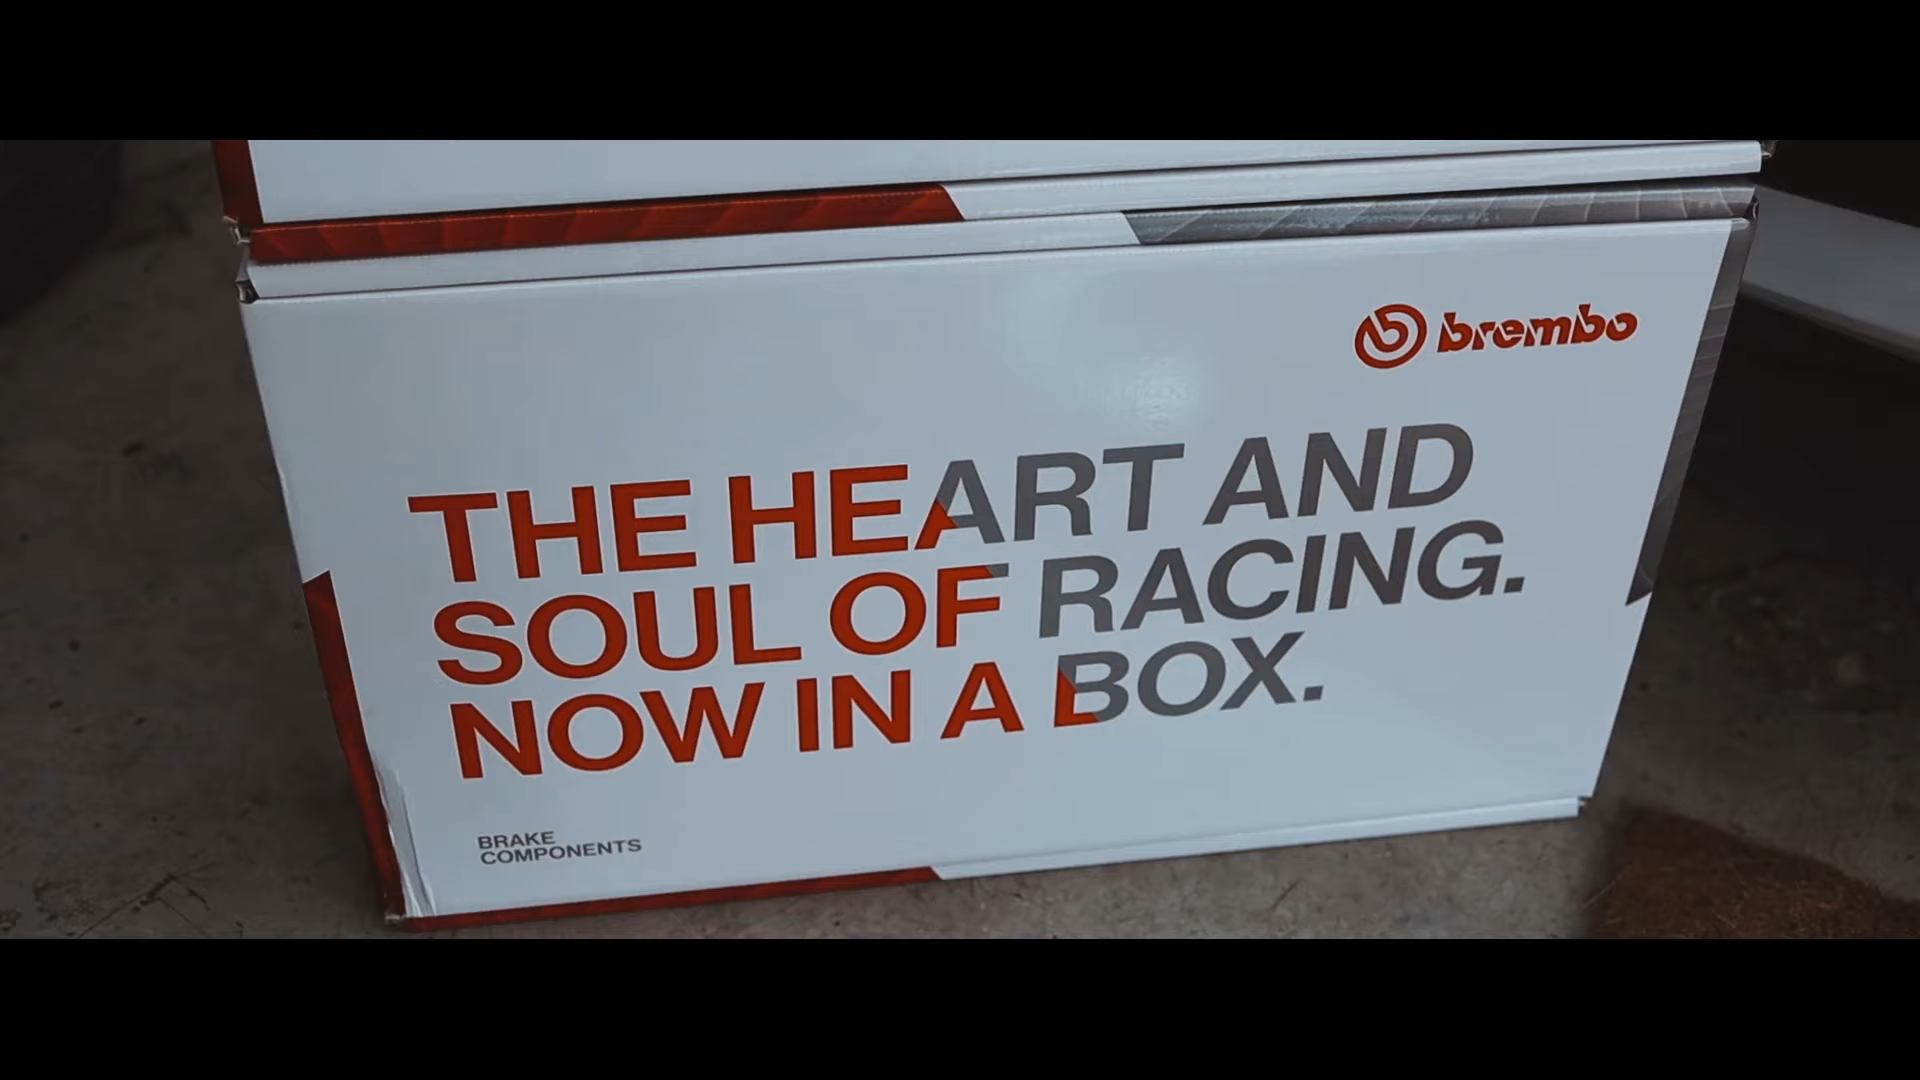 brembo
THE HEART AND
SOUL OF RACING.
NOW IN A BOX.
BRAKE
COMPONENTS